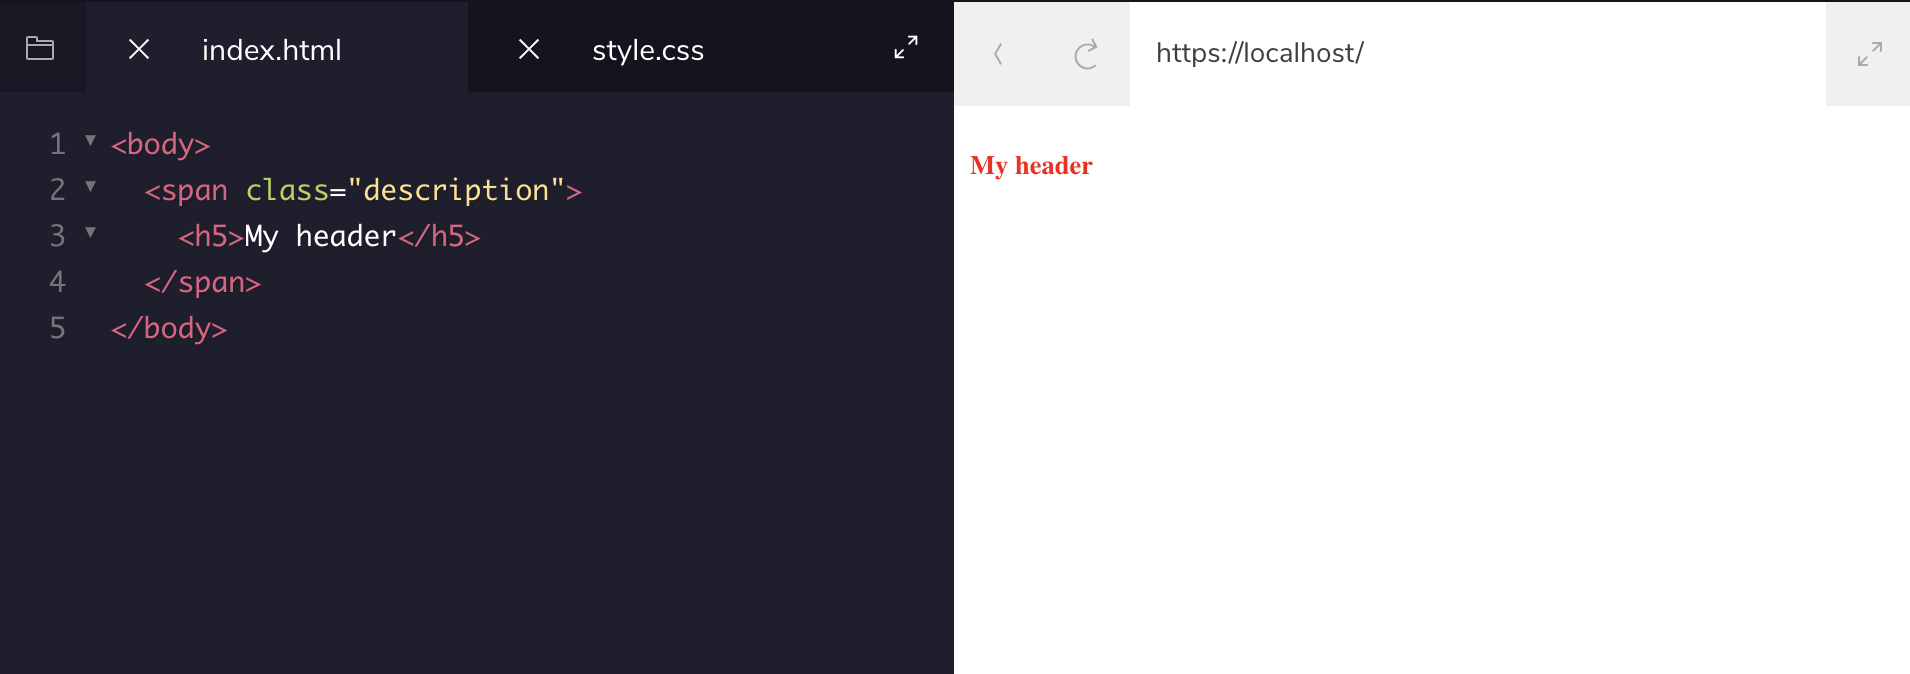 index.html
style.css
https://localhost/
1 <body>
2   <span class="description">
3     <h5>My header</h5>
4   </span>
5 </body>
My header